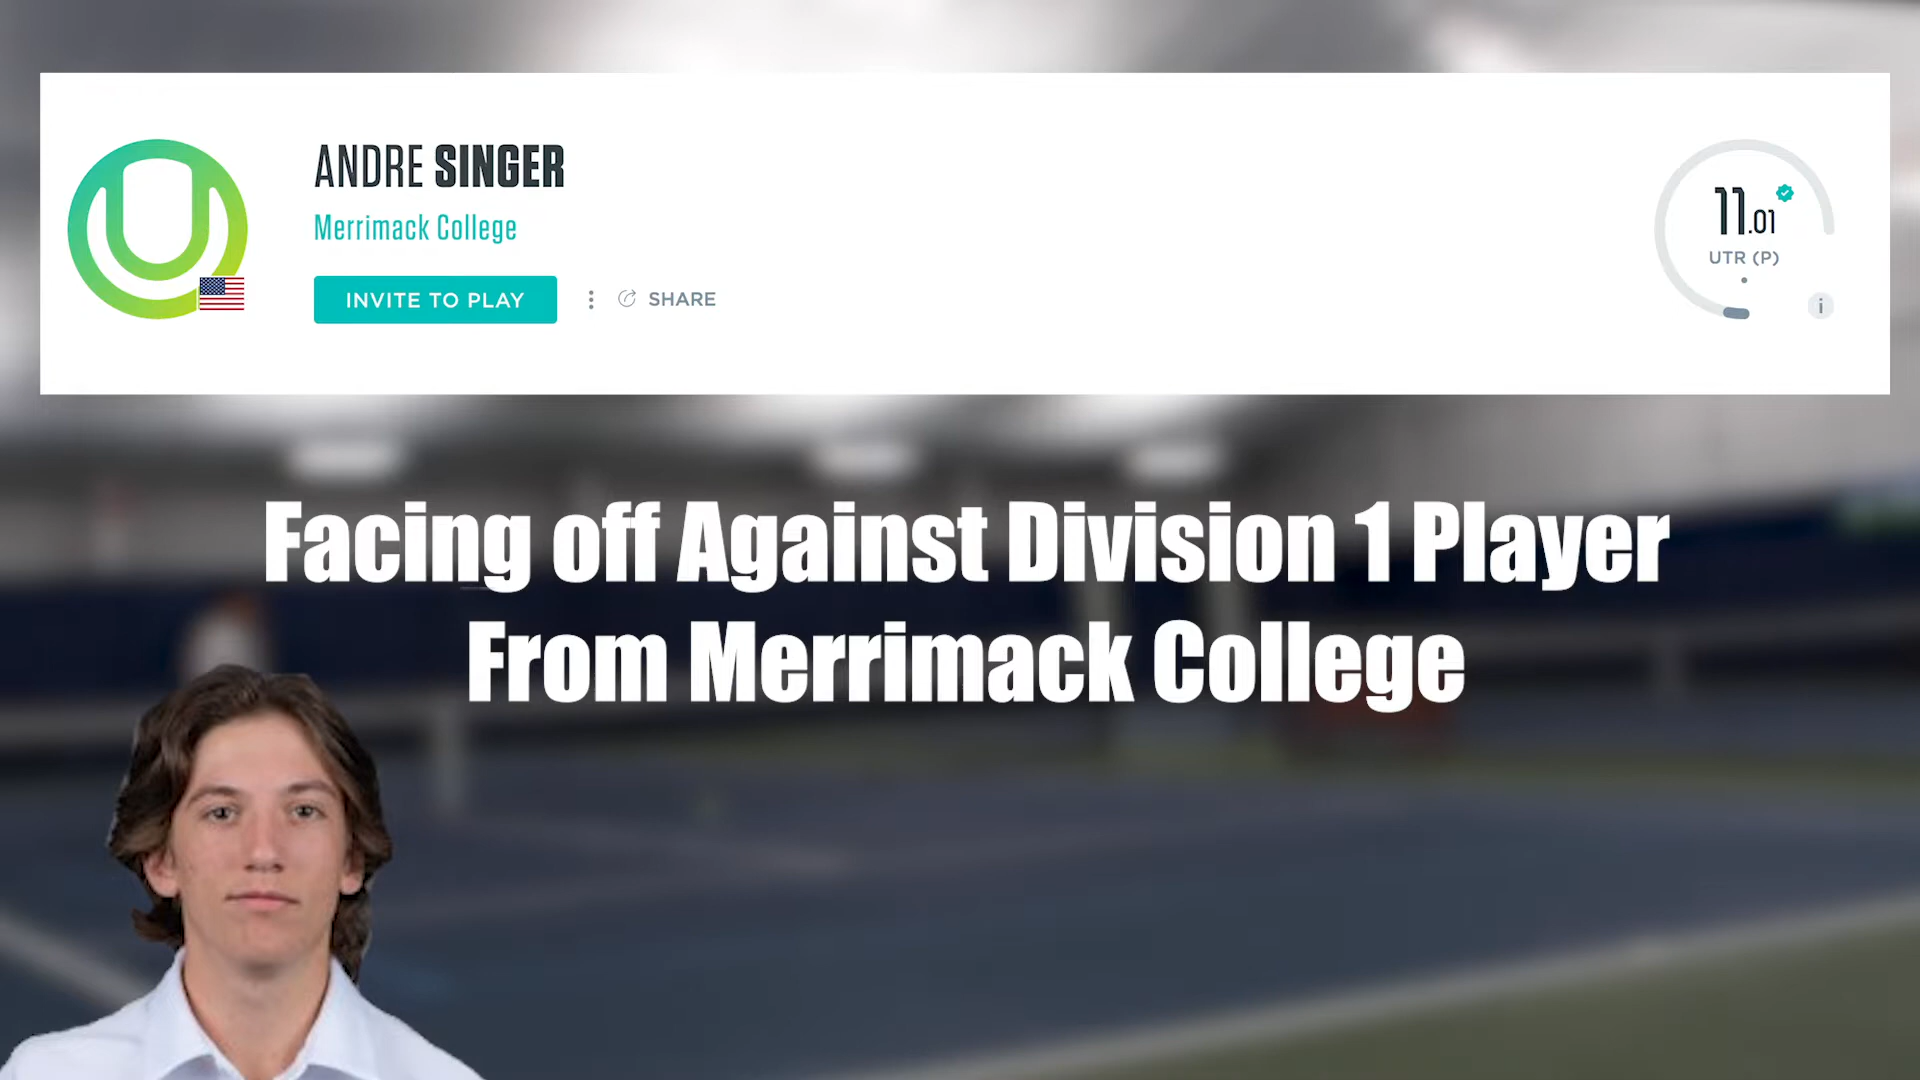 ANDRE SINGER
Merrimack College
INVITE TO PLAY
SHARE
11.01
UTR (P)
i
Facing off Against Division 1 Player
From Merrimack College